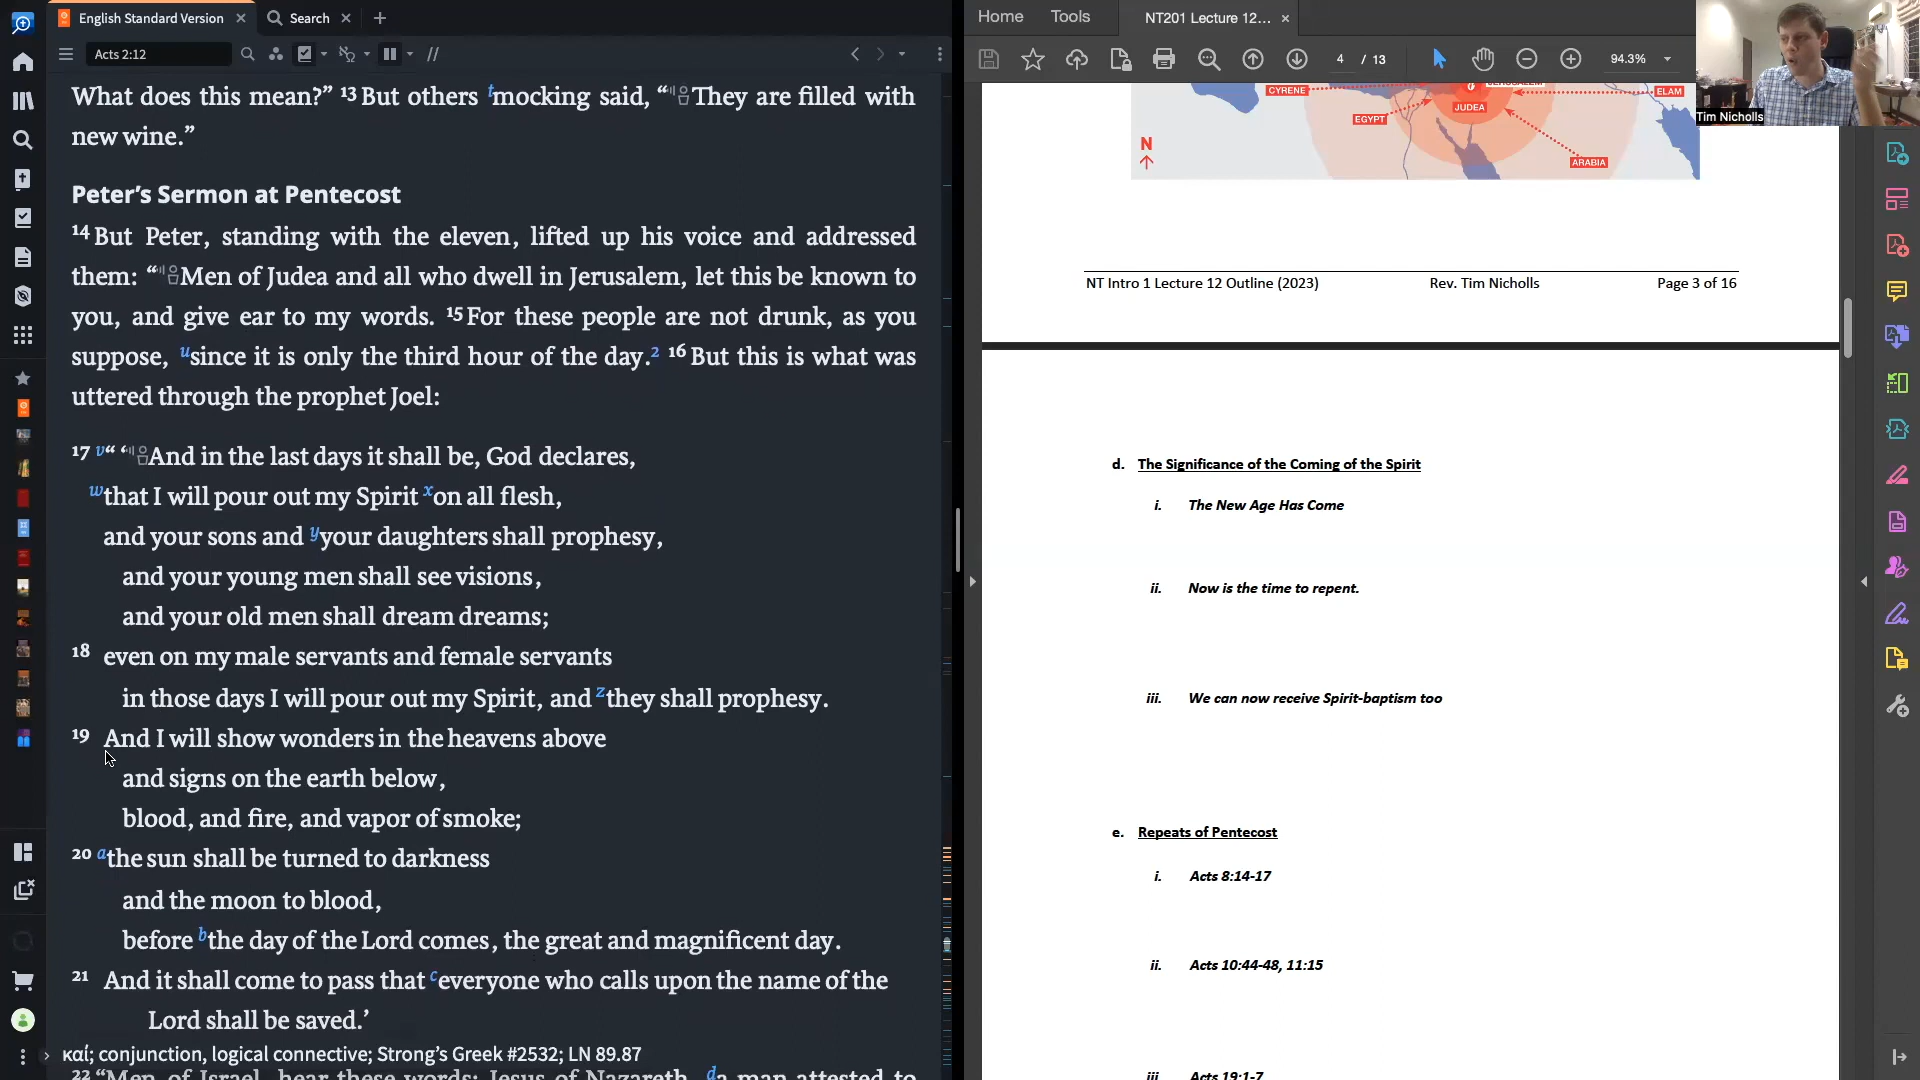 English Standard Version
Search
Acts 2:12
What does this mean?” 13 But others t mocking said, “They are filled with
new wine.”
Peter’s Sermon at Pentecost
14 But Peter, standing with the eleven, lifted up his voice and addressed
them: “Men of Judea and all who dwell in Jerusalem, let this be known to
you, and give ear to my words. 15 For these people are not drunk, as you
suppose, u since it is only the third hour of the day.2 16 But this is what was
uttered through the prophet Joel:
17 v “ ‘And in the last days it shall be, God declares,
w that I will pour out my Spirit x on all flesh,
and your sons and y your daughters shall prophesy,
and your young men shall see visions,
and your old men shall dream dreams;
18 even on my male servants and female servants
in those days I will pour out my Spirit, and z they shall prophesy.
19 And I will show wonders in the heavens above
and signs on the earth below,
blood, and fire, and vapor of smoke;
20 a the sun shall be turned to darkness
and the moon to blood,
before b the day of the Lord comes, the great and magnificent day.
21 And it shall come to pass that c everyone who calls upon the name of the
Lord shall be saved.’
καί; conjunction, logical connective; Strong’s Greek #2532; LN 89.87
22 “Men of Israel, hear these words: Jesus of Nazareth, d a man attested to
Home
Tools
NT201 Lecture 12...
4 / 13
94.3%
Tim Nicholls
CYRENE
JERUSALEM
ELAM
EGYPT
JUDEA
ARABIA
N
NT Intro 1 Lecture 12 Outline (2023)
Rev. Tim Nicholls
Page 3 of 16
d. The Significance of the Coming of the Spirit
i. The New Age Has Come
ii. Now is the time to repent.
iii. We can now receive Spirit-baptism too
e. Repeats of Pentecost
i. Acts 8:14-17
ii. Acts 10:44-48, 11:15
iii. Acts 19:1-7